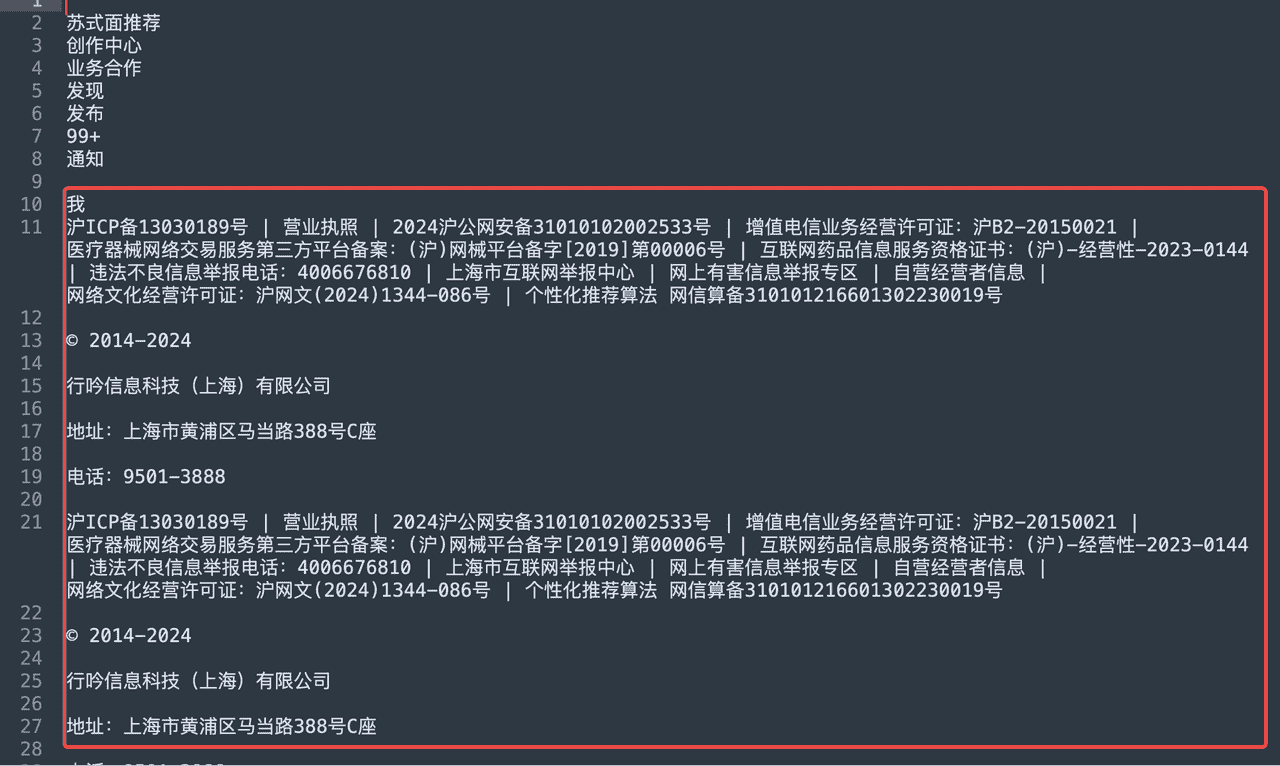 1
2 苏式面推荐
3 创作中心
4 业务合作
5 发现
6 发布
7 99+
8 通知
9
10 我
11 沪ICP备13030189号 | 营业执照 | 2024沪公网安备31010102002533号 | 增值电信业务经营许可证：沪B2-20150021 |
医疗器械网络交易服务第三方平台备案：(沪)网械平台备字[2019]第00006号 | 互联网药品信息服务资格证书：(沪)-经营性-2023-0144
| 违法不良信息举报电话：4006676810 | 上海市互联网举报中心 | 网上有害信息举报专区 | 自营经营者信息 |
网络文化经营许可证：沪网文(2024)1344-086号 | 个性化推荐算法 网信算备310101216601302230019号
12
13 © 2014-2024
14
15 行吟信息科技（上海）有限公司
16
17 地址：上海市黄浦区马当路388号C座
18
19 电话：9501-3888
20
21 沪ICP备13030189号 | 营业执照 | 2024沪公网安备31010102002533号 | 增值电信业务经营许可证：沪B2-20150021 |
医疗器械网络交易服务第三方平台备案：(沪)网械平台备字[2019]第00006号 | 互联网药品信息服务资格证书：(沪)-经营性-2023-0144
| 违法不良信息举报电话：4006676810 | 上海市互联网举报中心 | 网上有害信息举报专区 | 自营经营者信息 |
网络文化经营许可证：沪网文(2024)1344-086号 | 个性化推荐算法 网信算备310101216601302230019号
22
23 © 2014-2024
24
25 行吟信息科技（上海）有限公司
26
27 地址：上海市黄浦区马当路388号C座
28